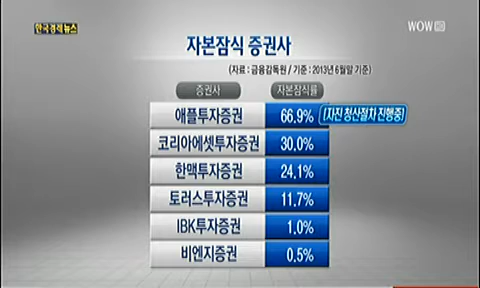 한국경제뉴스
WOW HD
자본잠식 증권사
(자료 : 금융감독원 / 기준 : 2013년 6월말 기준)
증권사 자본잠식률
애플투자증권 66.9% [자진 청산절차 진행중]
코리아에셋투자증권 30.0%
한맥투자증권 24.1%
토러스투자증권 11.7%
IBK투자증권 1.0%
비엔지증권 0.5%